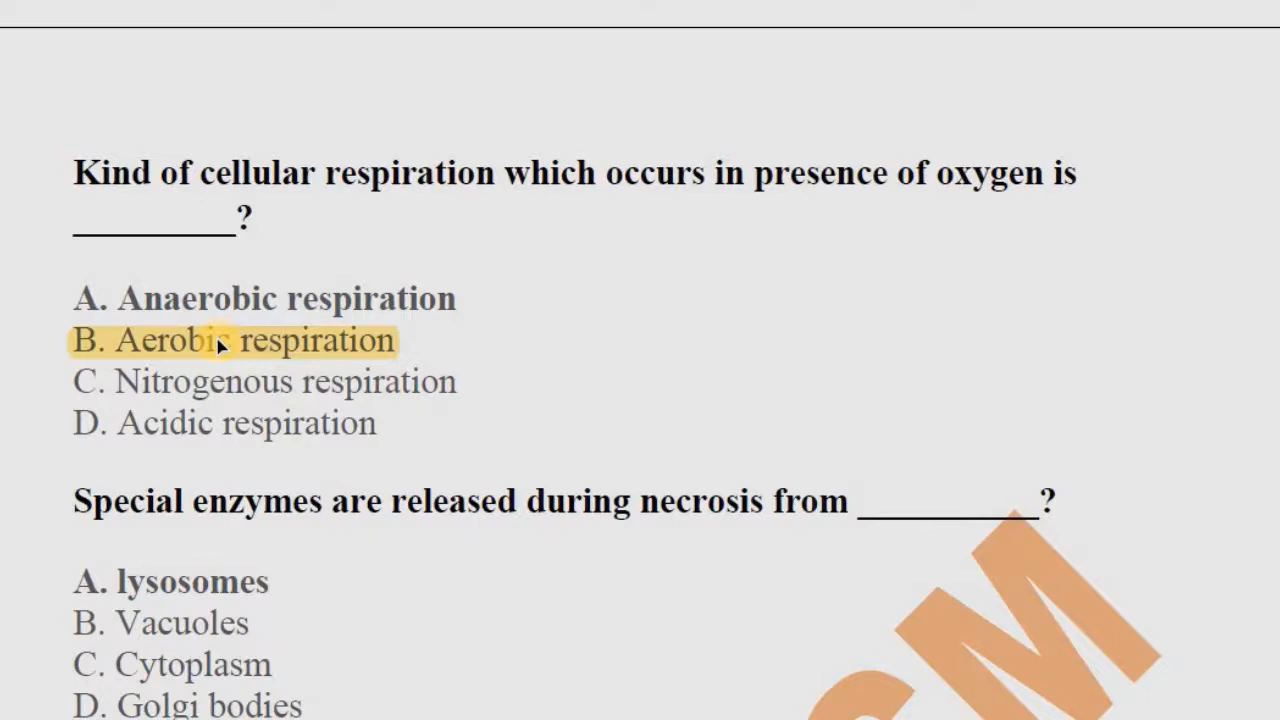 Kind of cellular respiration which occurs in presence of oxygen is
_________?
A. Anaerobic respiration
B. Aerobic respiration
C. Nitrogenous respiration
D. Acidic respiration
Special enzymes are released during necrosis from __________?
A. lysosomes
B. Vacuoles
C. Cytoplasm
D. Golgi bodies